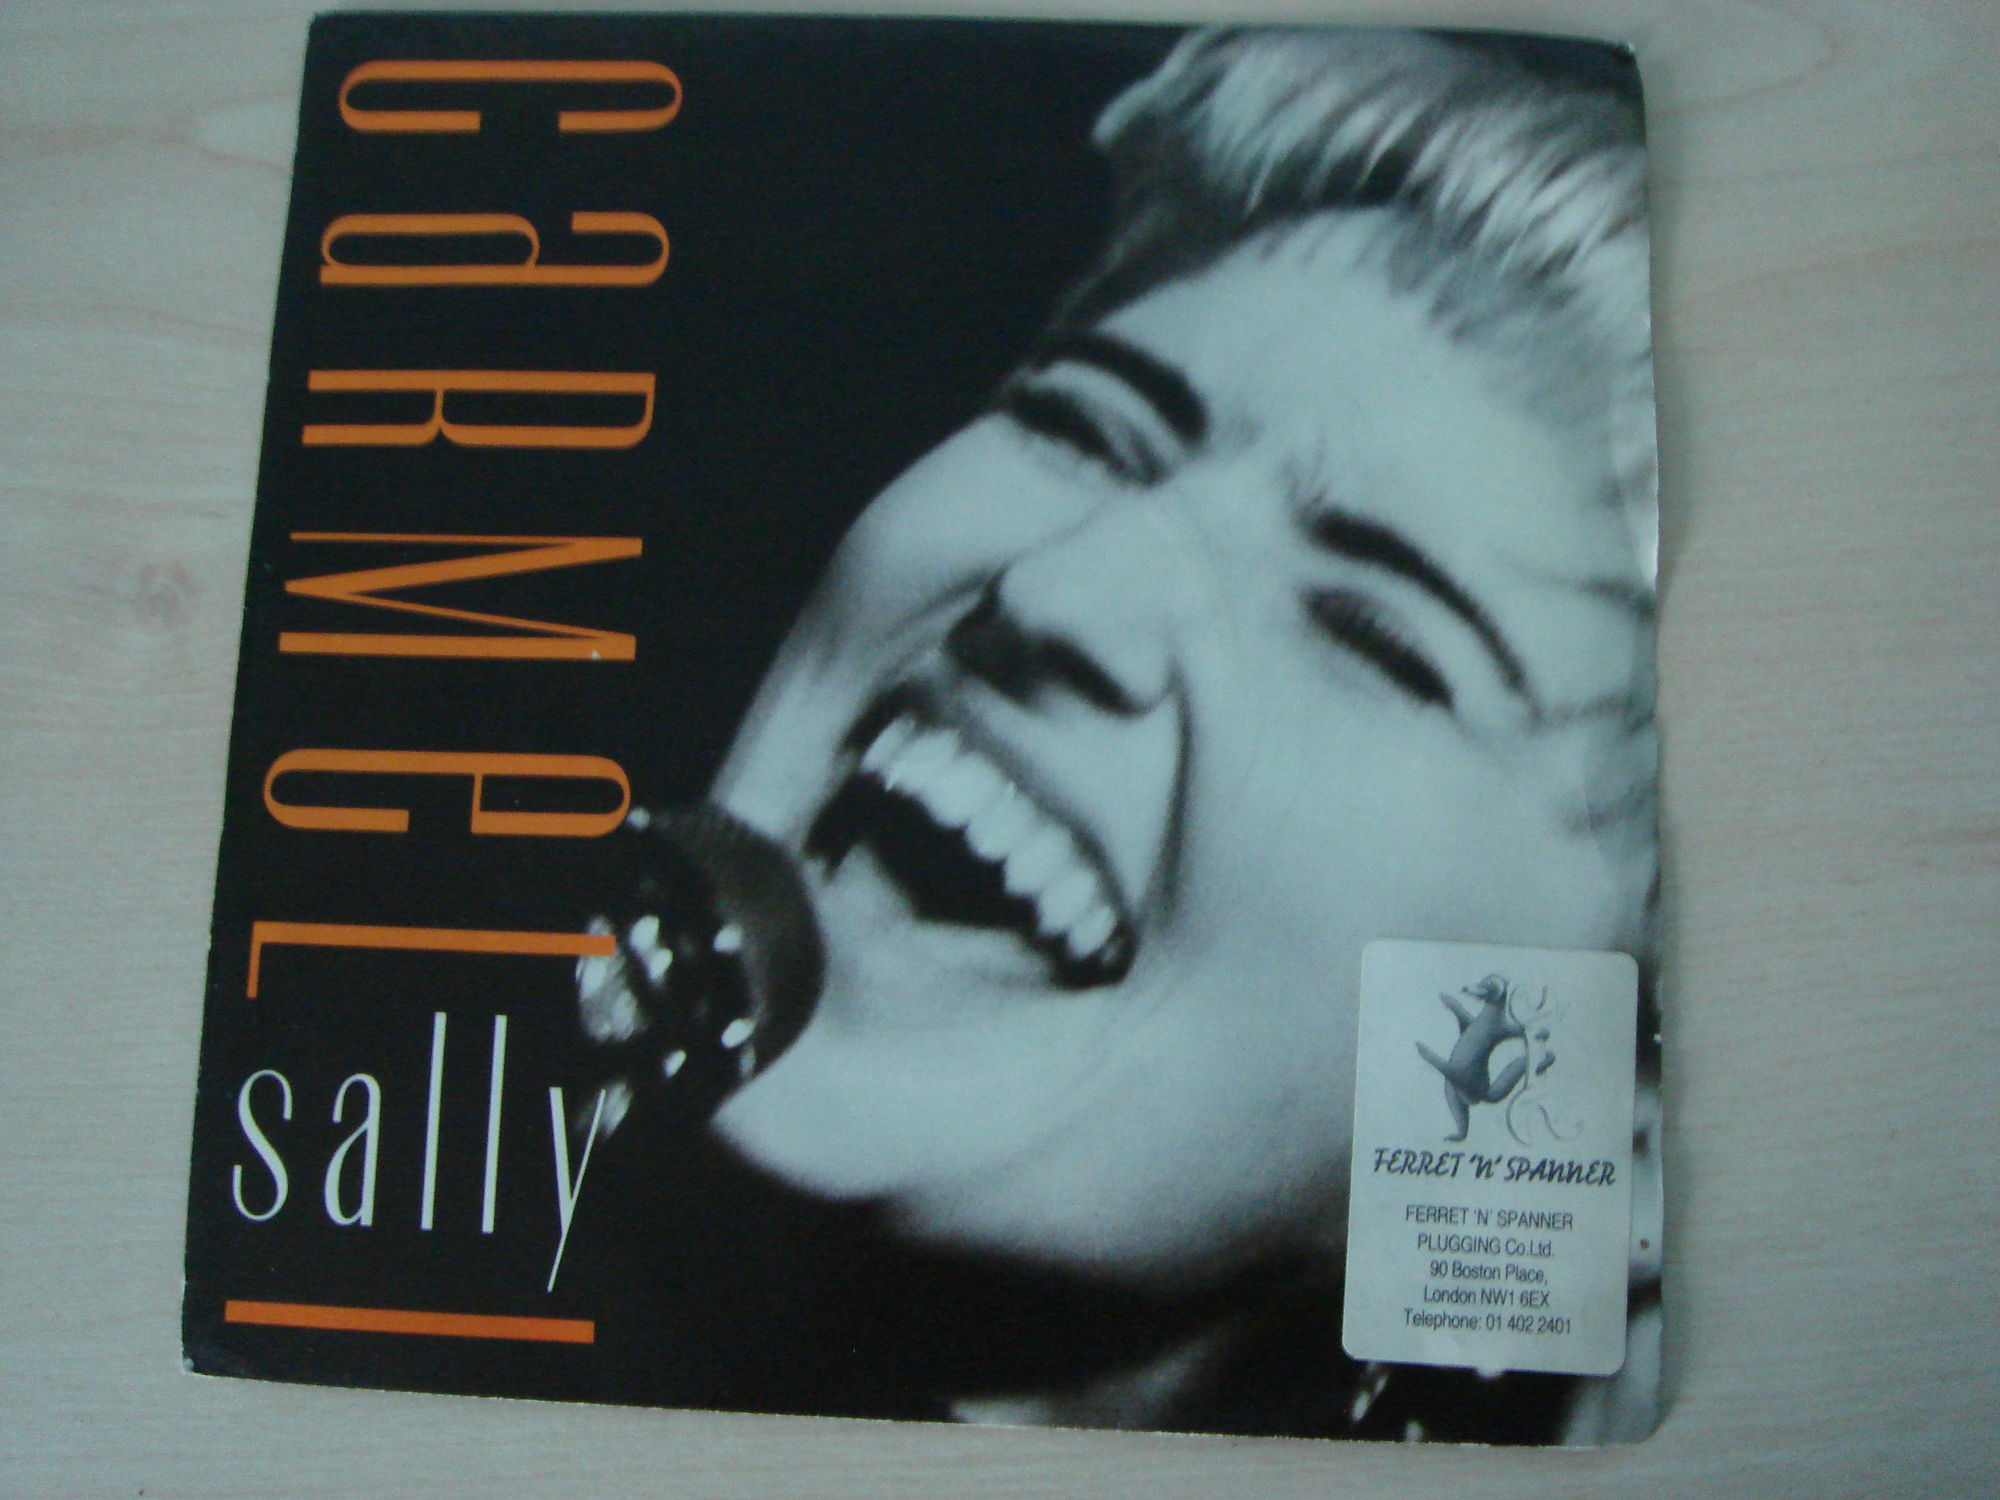 CaRMel
sally
FERRET 'N' SPANNER
FERRET 'N' SPANNER
PLUGGING Co.Ltd.
90 Boston Place,
London NW1 6EX
Telephone: 01 402 2401